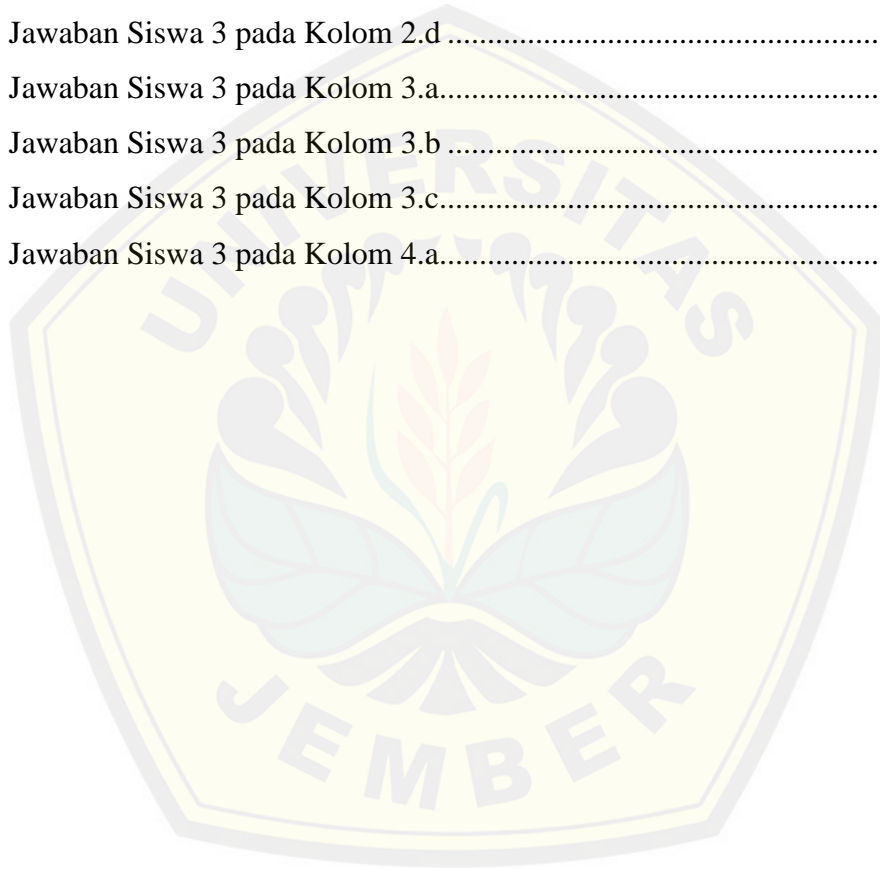 Jawaban Siswa 3 pada Kolom 2.d ......................................................
Jawaban Siswa 3 pada Kolom 3.a......................................................
Jawaban Siswa 3 pada Kolom 3.b ......................................................
Jawaban Siswa 3 pada Kolom 3.c......................................................
Jawaban Siswa 3 pada Kolom 4.a......................................................
UNIVERSITAS
JEMBER